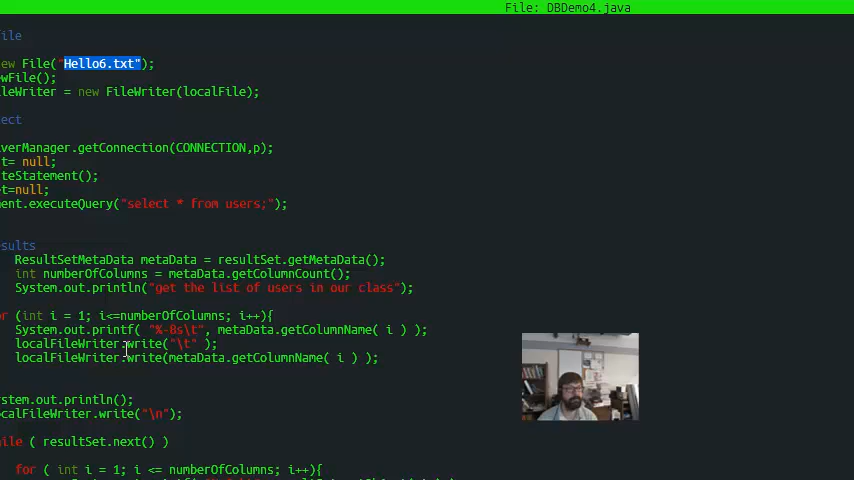 File: DBDemo4.java
ile
ew File("Hello6.txt");
wFile();
leWriter = new FileWriter(localFile);
ect
verManager.getConnection(CONNECTION,p);
t= null;
teStatement();
et=null;
ment.executeQuery("select * from users;");
sults
ResultSetMetaData metaData = resultSet.getMetaData();
int numberOfColumns = metaData.getColumnCount();
System.out.println("get the list of users in our class");
r (int i = 1; i<=numberOfColumns; i++){
System.out.printf( "%-8s\t", metaData.getColumnName( i ) );
localFileWriter.write("\t" );
localFileWriter.write(metaData.getColumnName( i ) );
stem.out.println();
calFileWriter.write("\n");
ile ( resultSet.next() )
for ( int i = 1; i <= numberOfColumns; i++){